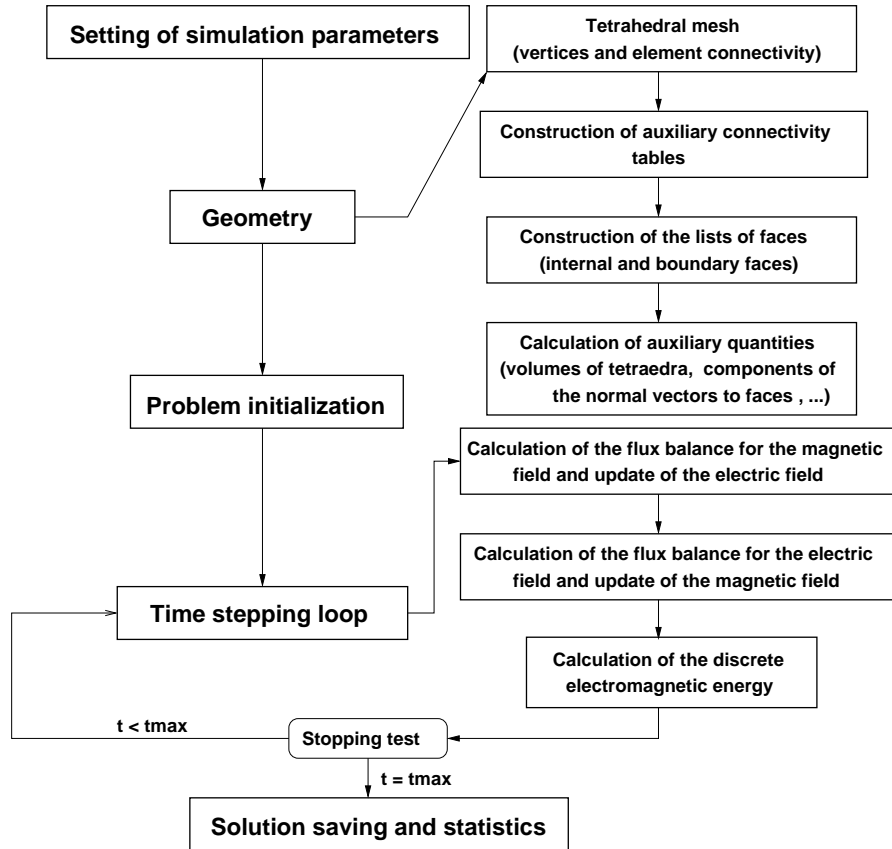 Setting of simulation parameters
Tetrahedral mesh
(vertices and element connectivity)
Construction of auxiliary connectivity
tables
Geometry
Construction of the lists of faces
(internal and boundary faces)
Calculation of auxiliary quantities
(volumes of tetraedra, components of
the normal vectors to faces , ...)
Problem initialization
Calculation of the flux balance for the magnetic
field and update of the electric field
Calculation of the flux balance for the electric
field and update of the magnetic field
Time stepping loop
Calculation of the discrete
electromagnetic energy
t < tmax
Stopping test
t = tmax
Solution saving and statistics